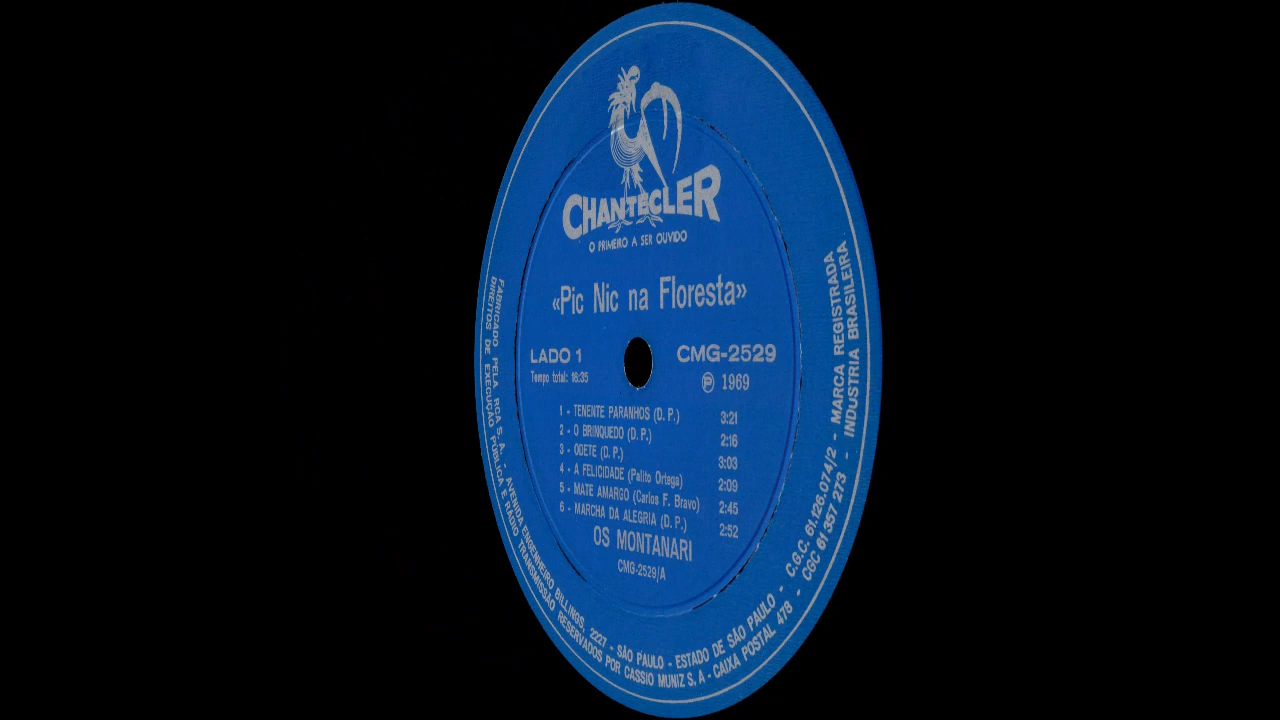 CHANTECLER
O PRIMEIRO A SER OUVIDO
«Pic Nic na Floresta»
LADO 1
Tempo total: 16:35
CMG-2529
Ⓟ 1969
1 - TENENTE PARANHOS (D. P.) 3:21
2 - O BRINQUEDO (D. P.) 2:16
3 - ODETE (D. P.) 3:03
4 - A FELICIDADE (Palito Ortega) 2:09
5 - MATE AMARGO (Carlos F. Bravo) 2:45
6 - MARCHA DA ALEGRIA (D. P.) 2:52
OS MONTANARI
CMG-2529/A
FABRICADO PELA RCA S. A. - AVENIDA ENGENHEIRO BILLINGS, 2227 - SÃO PAULO - ESTADO DE SÃO PAULO - C.G.C. 61.126.074/2 - MARCA REGISTRADA
DIREITOS DE EXECUÇÃO PÚBLICA E RADIO TRANSMISSÃO RESERVADOS POR CASSIO MUNIZ S. A - CAIXA POSTAL 478 - CGC 61 357 273 - INDUSTRIA BRASILEIRA